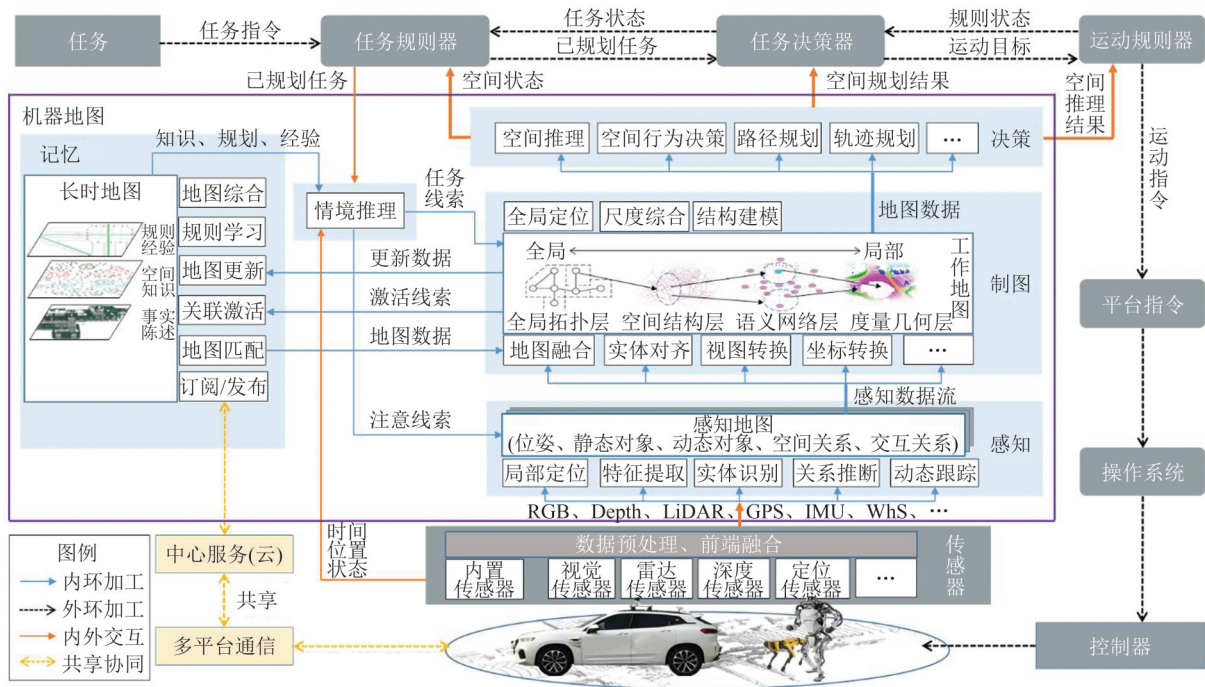 任务
任务指令
任务规则器
任务状态
已规划任务
任务决策器
规则状态
运动目标
运动规则器
已规划任务
空间状态
空间规划结果
空间
推理
结果
运动
指令
机器地图
记忆
知识、规划、经验
长时地图
规则
经验
空间
知识
事实
陈述
地图综合
规则学习
地图更新
关联激活
地图匹配
订阅/发布
情境推理
任务
线索
更新数据
激活线索
地图数据
注意线索
空间推理
空间行为决策
路径规划
轨迹规划
…
决策
地图数据
全局定位
尺度综合
结构建模
全局
局部
工作地图
全局拓扑层
空间结构层
语义网络层
度量几何层
制图
地图融合
实体对齐
视图转换
坐标转换
…
感知数据流
感知地图
(位姿、静态对象、动态对象、空间关系、交互关系)
感知
局部定位
特征提取
实体识别
关系推断
动态跟踪
RGB、Depth、LiDAR、GPS、IMU、WhS、…
时间
位置
状态
数据预处理、前端融合
传感器
内置
传感器
视觉
传感器
雷达
传感器
深度
传感器
定位
传感器
…
平台指令
操作系统
控制器
图例
内环加工
外环加工
内外交互
共享协同
中心服务(云)
共享
多平台通信